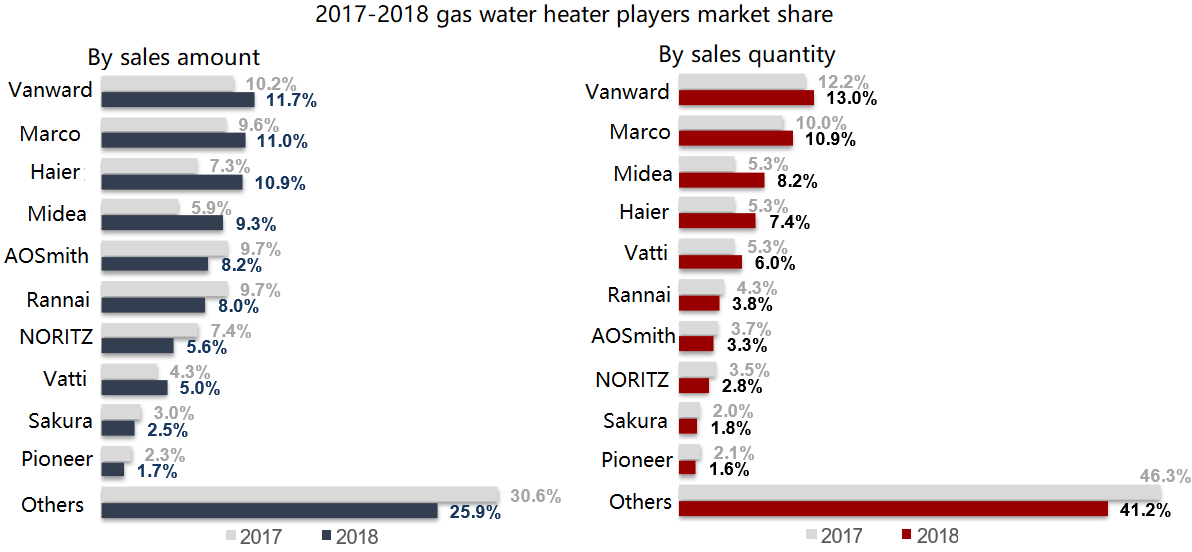 2017-2018 gas water heater players market share
By sales amount
Vanward 10.2% 11.7%
Marco 9.6% 11.0%
Haier 7.3% 10.9%
Midea 5.9% 9.3%
AOSmith 9.7% 8.2%
Rannai 9.7% 8.0%
NORITZ 7.4% 5.6%
Vatti 4.3% 5.0%
Sakura 3.0% 2.5%
Pioneer 2.3% 1.7%
Others 30.6% 25.9%
2017 2018
By sales quantity
Vanward 12.2% 13.0%
Marco 10.0% 10.9%
Midea 5.3% 8.2%
Haier 5.3% 7.4%
Vatti 5.3% 6.0%
Rannai 4.3% 3.8%
AOSmith 3.7% 3.3%
NORITZ 3.5% 2.8%
Sakura 2.0% 1.8%
Pioneer 2.1% 1.6%
Others 46.3% 41.2%
2017 2018